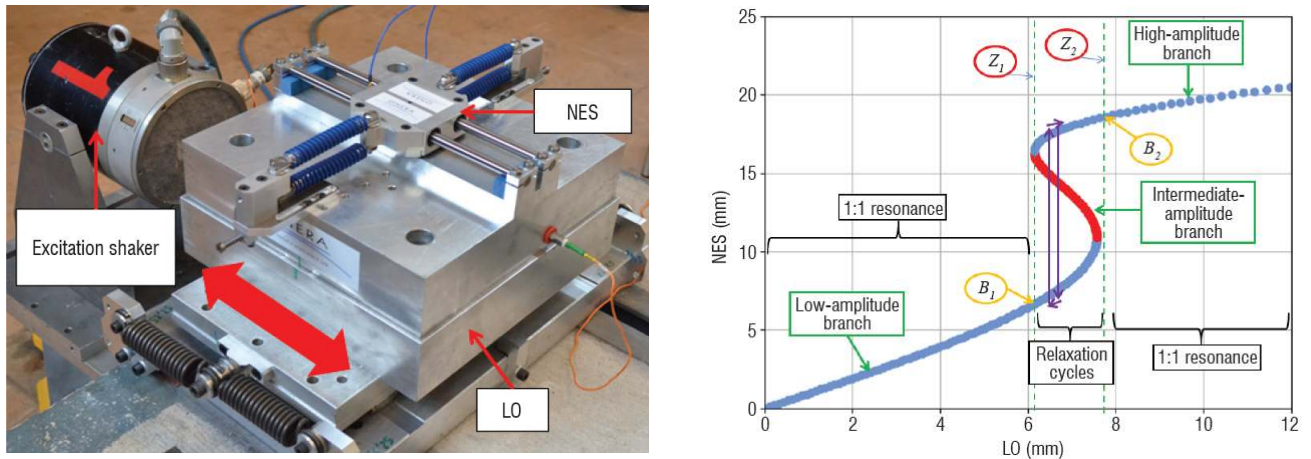 NES
Excitation shaker
LO
25
20
15
10
5
0
NES (mm)
0 2 4 6 8 10 12
LO (mm)
Z1
Z2
High-amplitude
branch
B2
Intermediate-
amplitude
branch
1:1 resonance
B1
Low-amplitude
branch
Relaxation
cycles
1:1 resonance